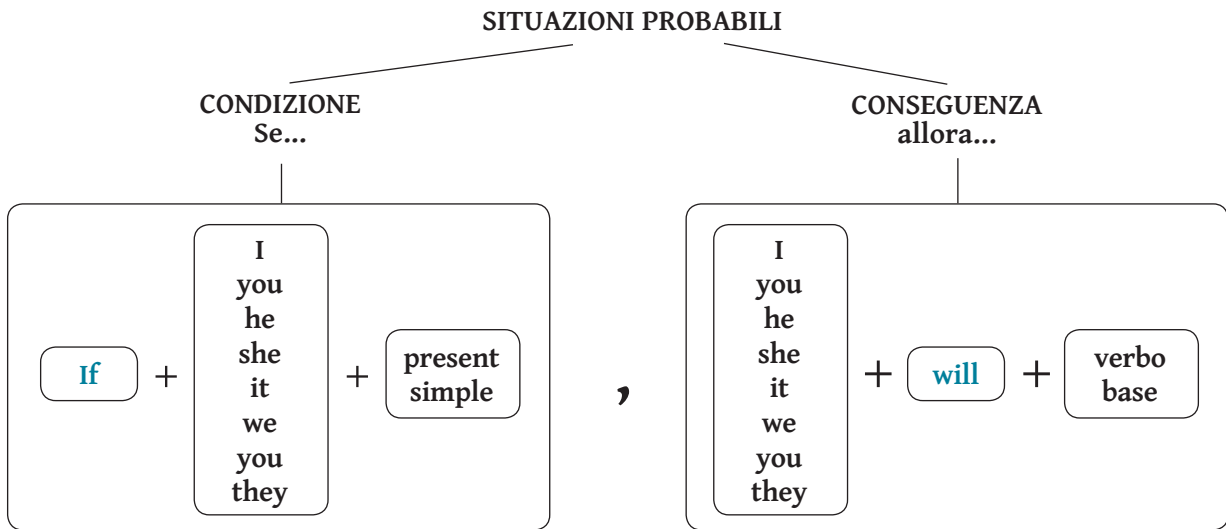 SITUAZIONI PROBABILI
CONDIZIONE
Se...
If
+
I
you
he
she
it
we
you
they
+
present
simple
,
CONSEGUENZA
allora...
I
you
he
she
it
we
you
they
+
will
+
verbo
base